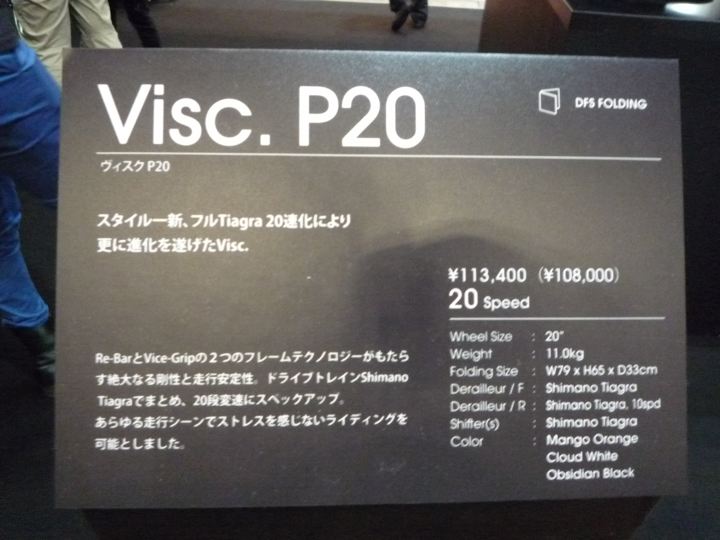 Visc. P20
DFS FOLDING
ヴィスク P20
スタイル一新、フルTiagra 20速化により
更に進化を遂げたVisc.
¥113,400 (¥108,000)
20 Speed
Re-BarとVice-Gripの２つのフレームテクノロジーがもたら
す絶大なる剛性と走行安定性。ドライブトレインShimano
Tiagraでまとめ、20段変速にスペックアップ。
あらゆる走行シーンでストレスを感じないライディングを
可能としました。
Wheel Size : 20"
Weight : 11.0kg
Folding Size : W79 x H65 x D33cm
Derailleur / F : Shimano Tiagra
Derailleur / R : Shimano Tiagra, 10spd
Shifter(s) : Shimano Tiagra
Color : Mango Orange
Cloud White
Obsidian Black